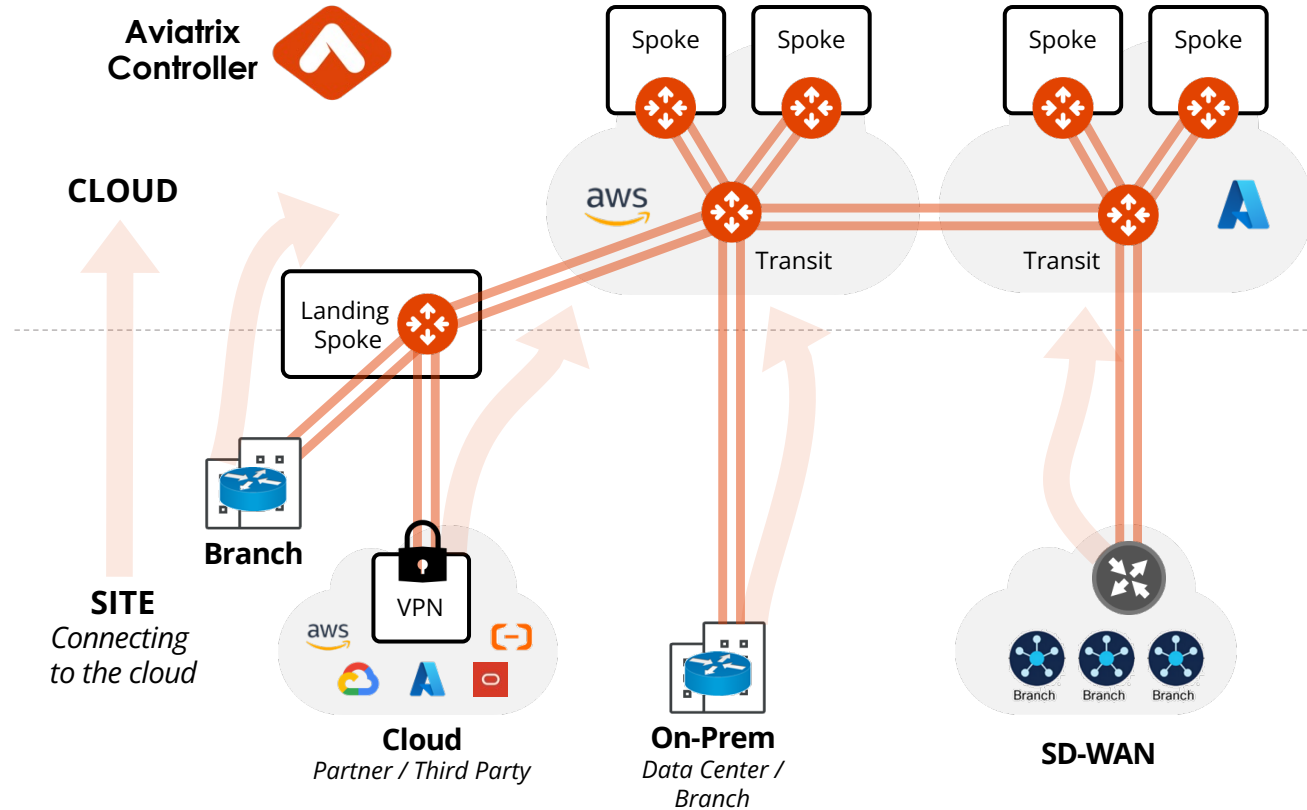 Aviatrix
Controller
Spoke
Spoke
Spoke
Spoke
CLOUD
aws
Transit
Transit
Landing
Spoke
Branch
VPN
aws
SITE
Connecting
to the cloud
Cloud
Partner / Third Party
On-Prem
Data Center /
Branch
Branch
Branch
Branch
SD-WAN